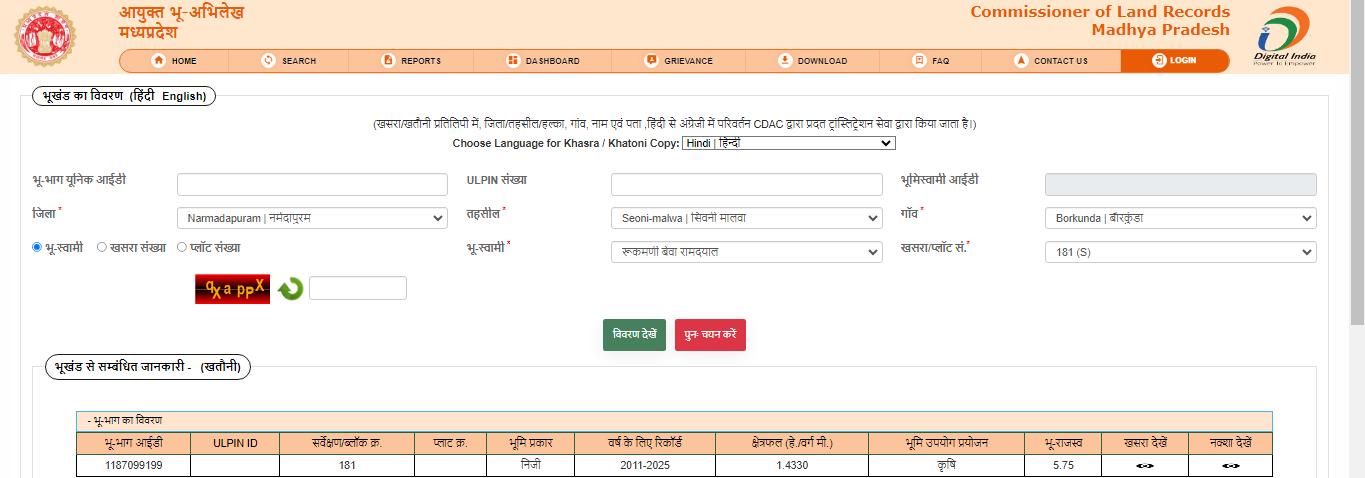 आयुक्त भू-अभिलेख
मध्यप्रदेश
Commissioner of Land Records
Madhya Pradesh
Digital India
Power To Empower
HOME SEARCH REPORTS DASHBOARD GRIEVANCE DOWNLOAD FAQ CONTACT US LOGIN
भूखंड का विवरण (हिंदी English)
(खसरा/खतौनी प्रतिलिपी में, जिला/तहसील/हल्का, गांव, नाम एवं पता ,हिंदी से अंग्रेजी में परिवर्तन CDAC द्वारा प्रदत ट्रांस्लिट्रेशन सेवा द्वारा किया जाता है।)
Choose Language for Khasra / Khatoni Copy: Hindi | हिन्दी
भू-भाग यूनिक आईडी ULPIN संख्या भूमिस्वामी आईडी
जिला * Narmadapuram | नर्मदापुरम तहसील * Seoni-malwa | सिवनी मालवा गाँव * Borkunda | बोरकुंडा
भू-स्वामी खसरा संख्या प्लॉट संख्या भू-स्वामी * रूकमणी बेवा रामदयाल खसरा/प्लॉट सं.* 181 (S)
qxappX
विवरण देखें पुनः चयन करें
भूखंड से सम्बंधित जानकारी - (खतौनी)
- भू-भाग का विवरण
भू-भाग आईडी ULPIN ID सर्वेक्षण/ब्लॉक क्र. प्लाट क्र. भूमि प्रकार वर्ष के लिए रिकॉर्ड क्षेत्रफल (हे./वर्ग मी.) भूमि उपयोग प्रयोजन भू-राजस्व खसरा देखें नक्शा देखें
1187099199 181 निजी 2011-2025 1.4330 कृषि 5.75